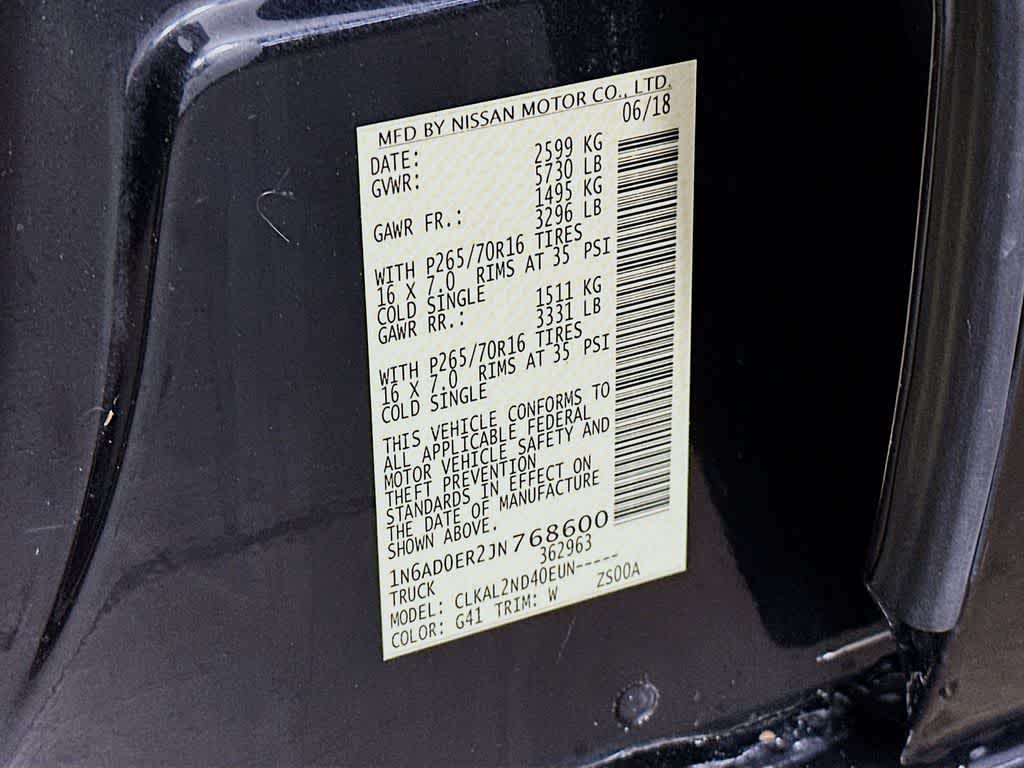 MFD BY NISSAN MOTOR CO., LTD.
DATE: 06/18
GVWR: 2599 KG
5730 LB
GAWR FR.: 1495 KG
3296 LB
WITH P265/70R16 TIRES
16 X 7.0 RIMS AT 35 PSI
COLD SINGLE
GAWR RR.: 1511 KG
3331 LB
WITH P265/70R16 TIRES
16 X 7.0 RIMS AT 35 PSI
COLD SINGLE
THIS VEHICLE CONFORMS TO
ALL APPLICABLE FEDERAL
MOTOR VEHICLE SAFETY AND
THEFT PREVENTION
STANDARDS IN EFFECT ON
THE DATE OF MANUFACTURE
SHOWN ABOVE.
1N6AD0ER2JN768600
TRUCK 362963
MODEL: CLKAL2ND40EUN-----
COLOR: G41 TRIM: W ZS00A